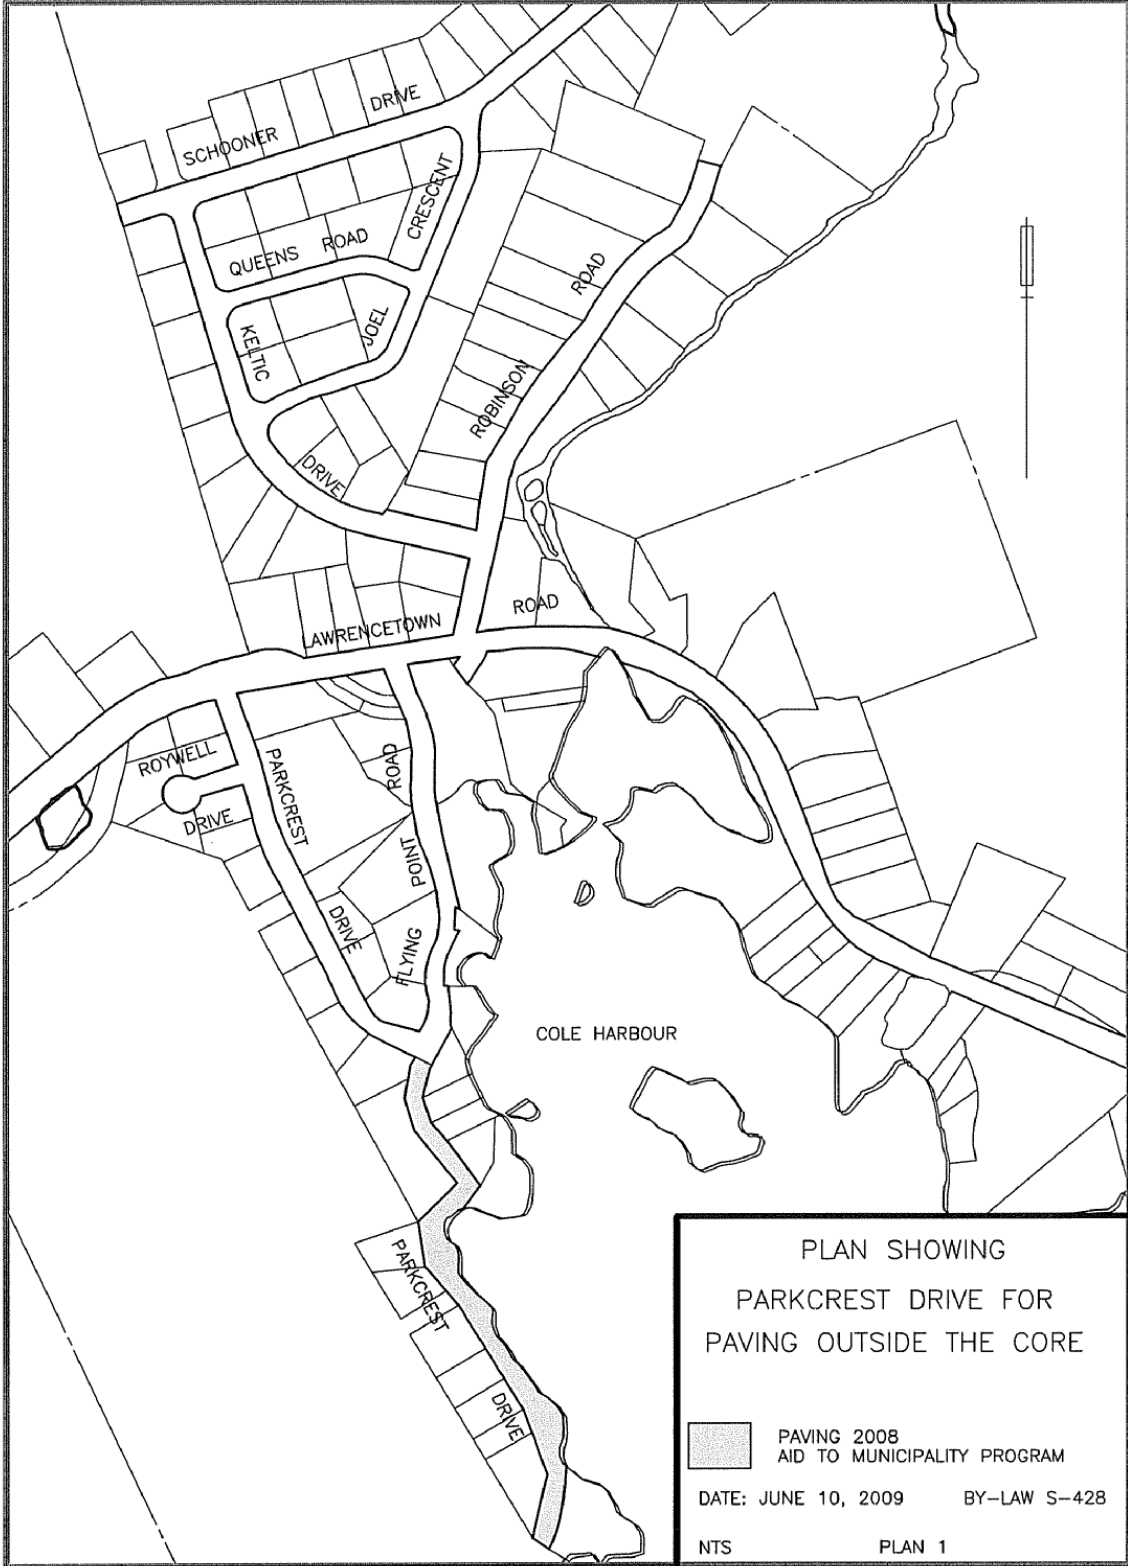 SCHOONER DRIVE
CRESCENT
QUEENS ROAD
ROAD
KELTIC
JOEL
ROBINSON
DRIVE
ROAD
LAWRENCETOWN
ROYWELL
PARKCREST
ROAD
DRIVE
POINT
DRIVE
FLYING
COLE HARBOUR
PARKCREST
DRIVE
PLAN SHOWING
PARKCREST DRIVE FOR
PAVING OUTSIDE THE CORE
PAVING 2008
AID TO MUNICIPALITY PROGRAM
DATE: JUNE 10, 2009 BY-LAW S-428
NTS PLAN 1